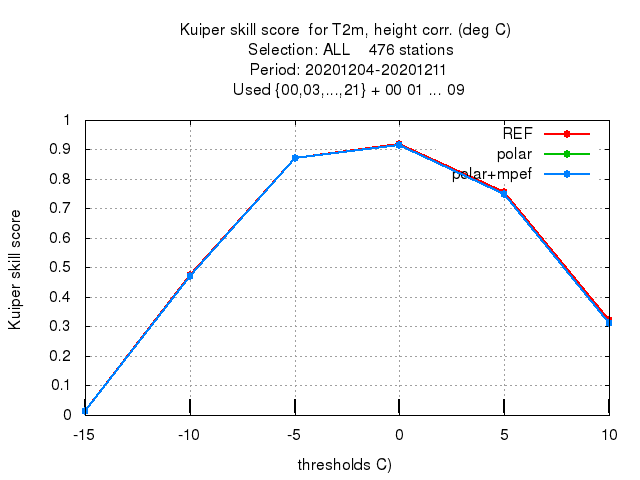 Kuiper skill score  for T2m, height corr. (deg C)
Selection: ALL    476 stations
Period: 20201204-20201211
Used {00,03,...,21} + 00 01 ... 09
REF
polar
polar+mpef
1
0.9
0.8
0.7
0.6
0.5
0.4
0.3
0.2
0.1
0
Kuiper skill score
-15
-10
-5
0
5
10
thresholds C)